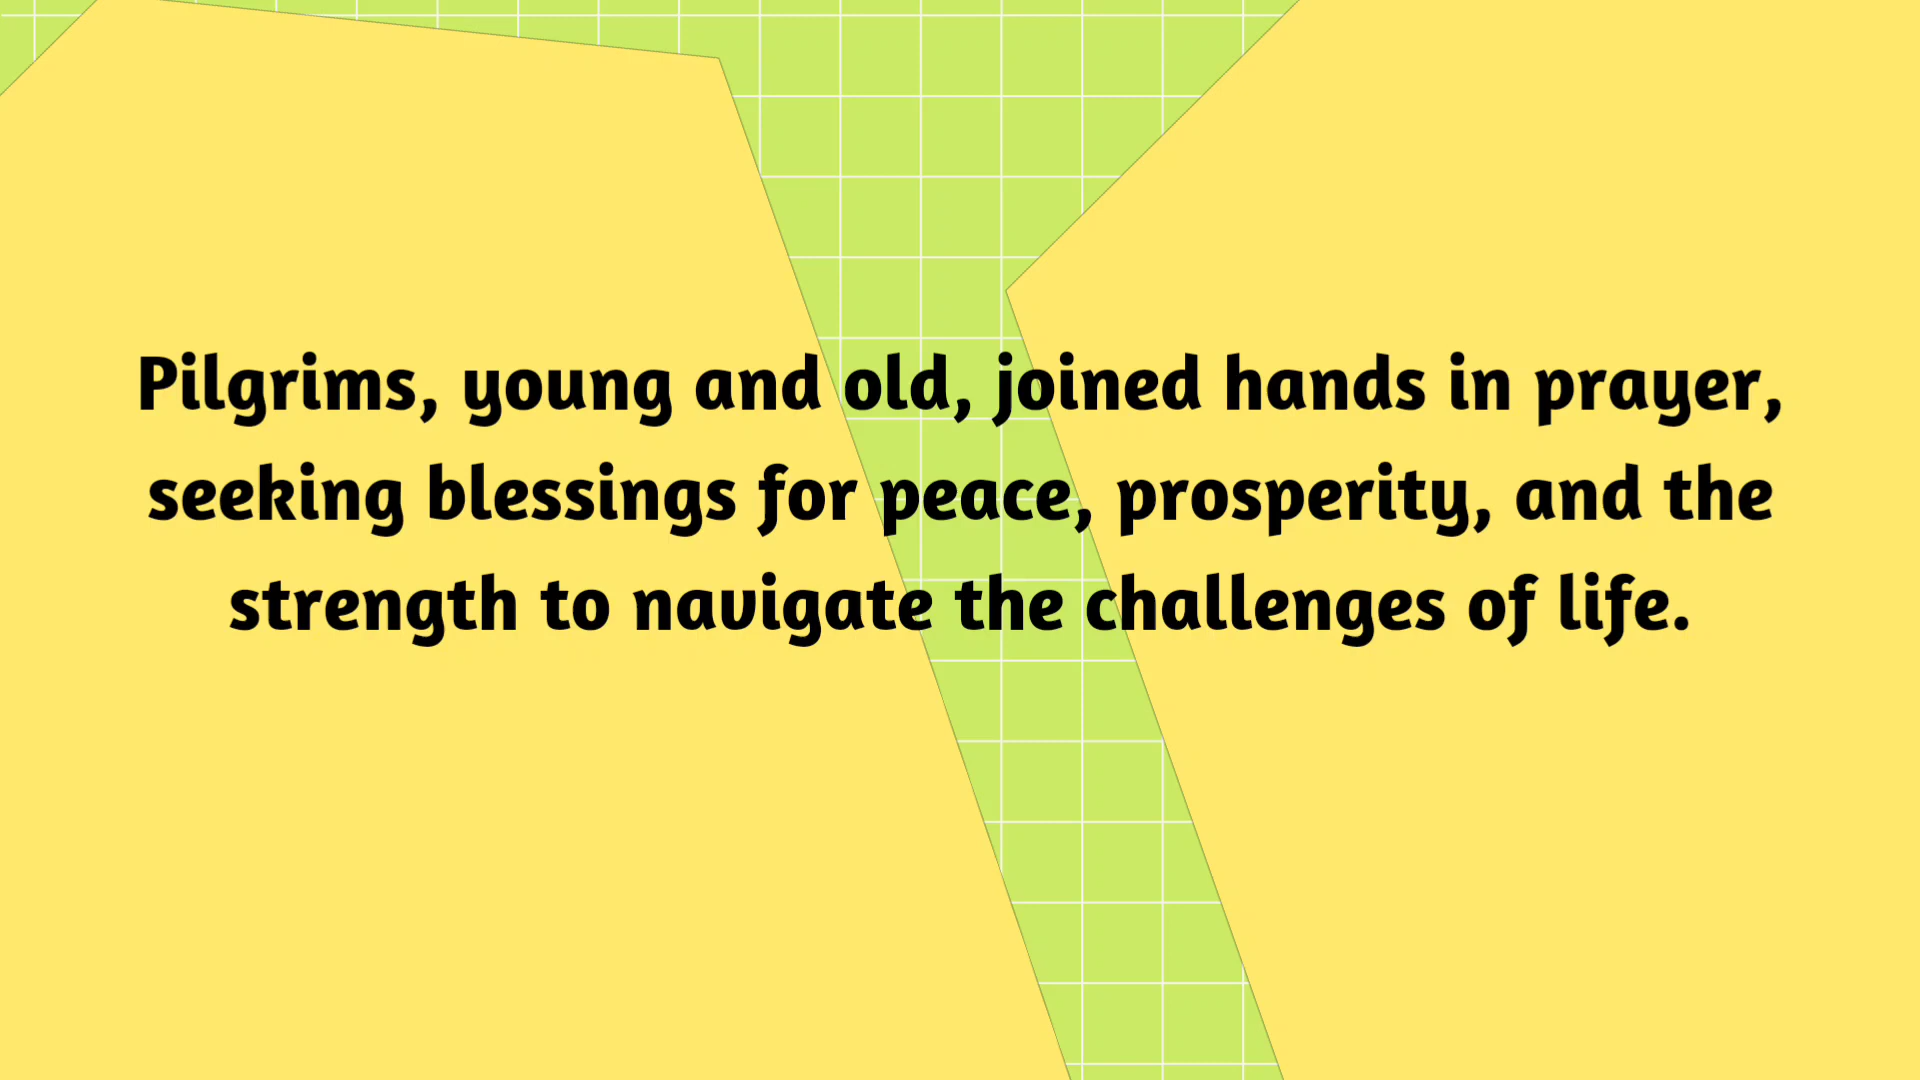 Pilgrims, young and old, joined hands in prayer,
seeking blessings for peace, prosperity, and the
strength to navigate the challenges of life.